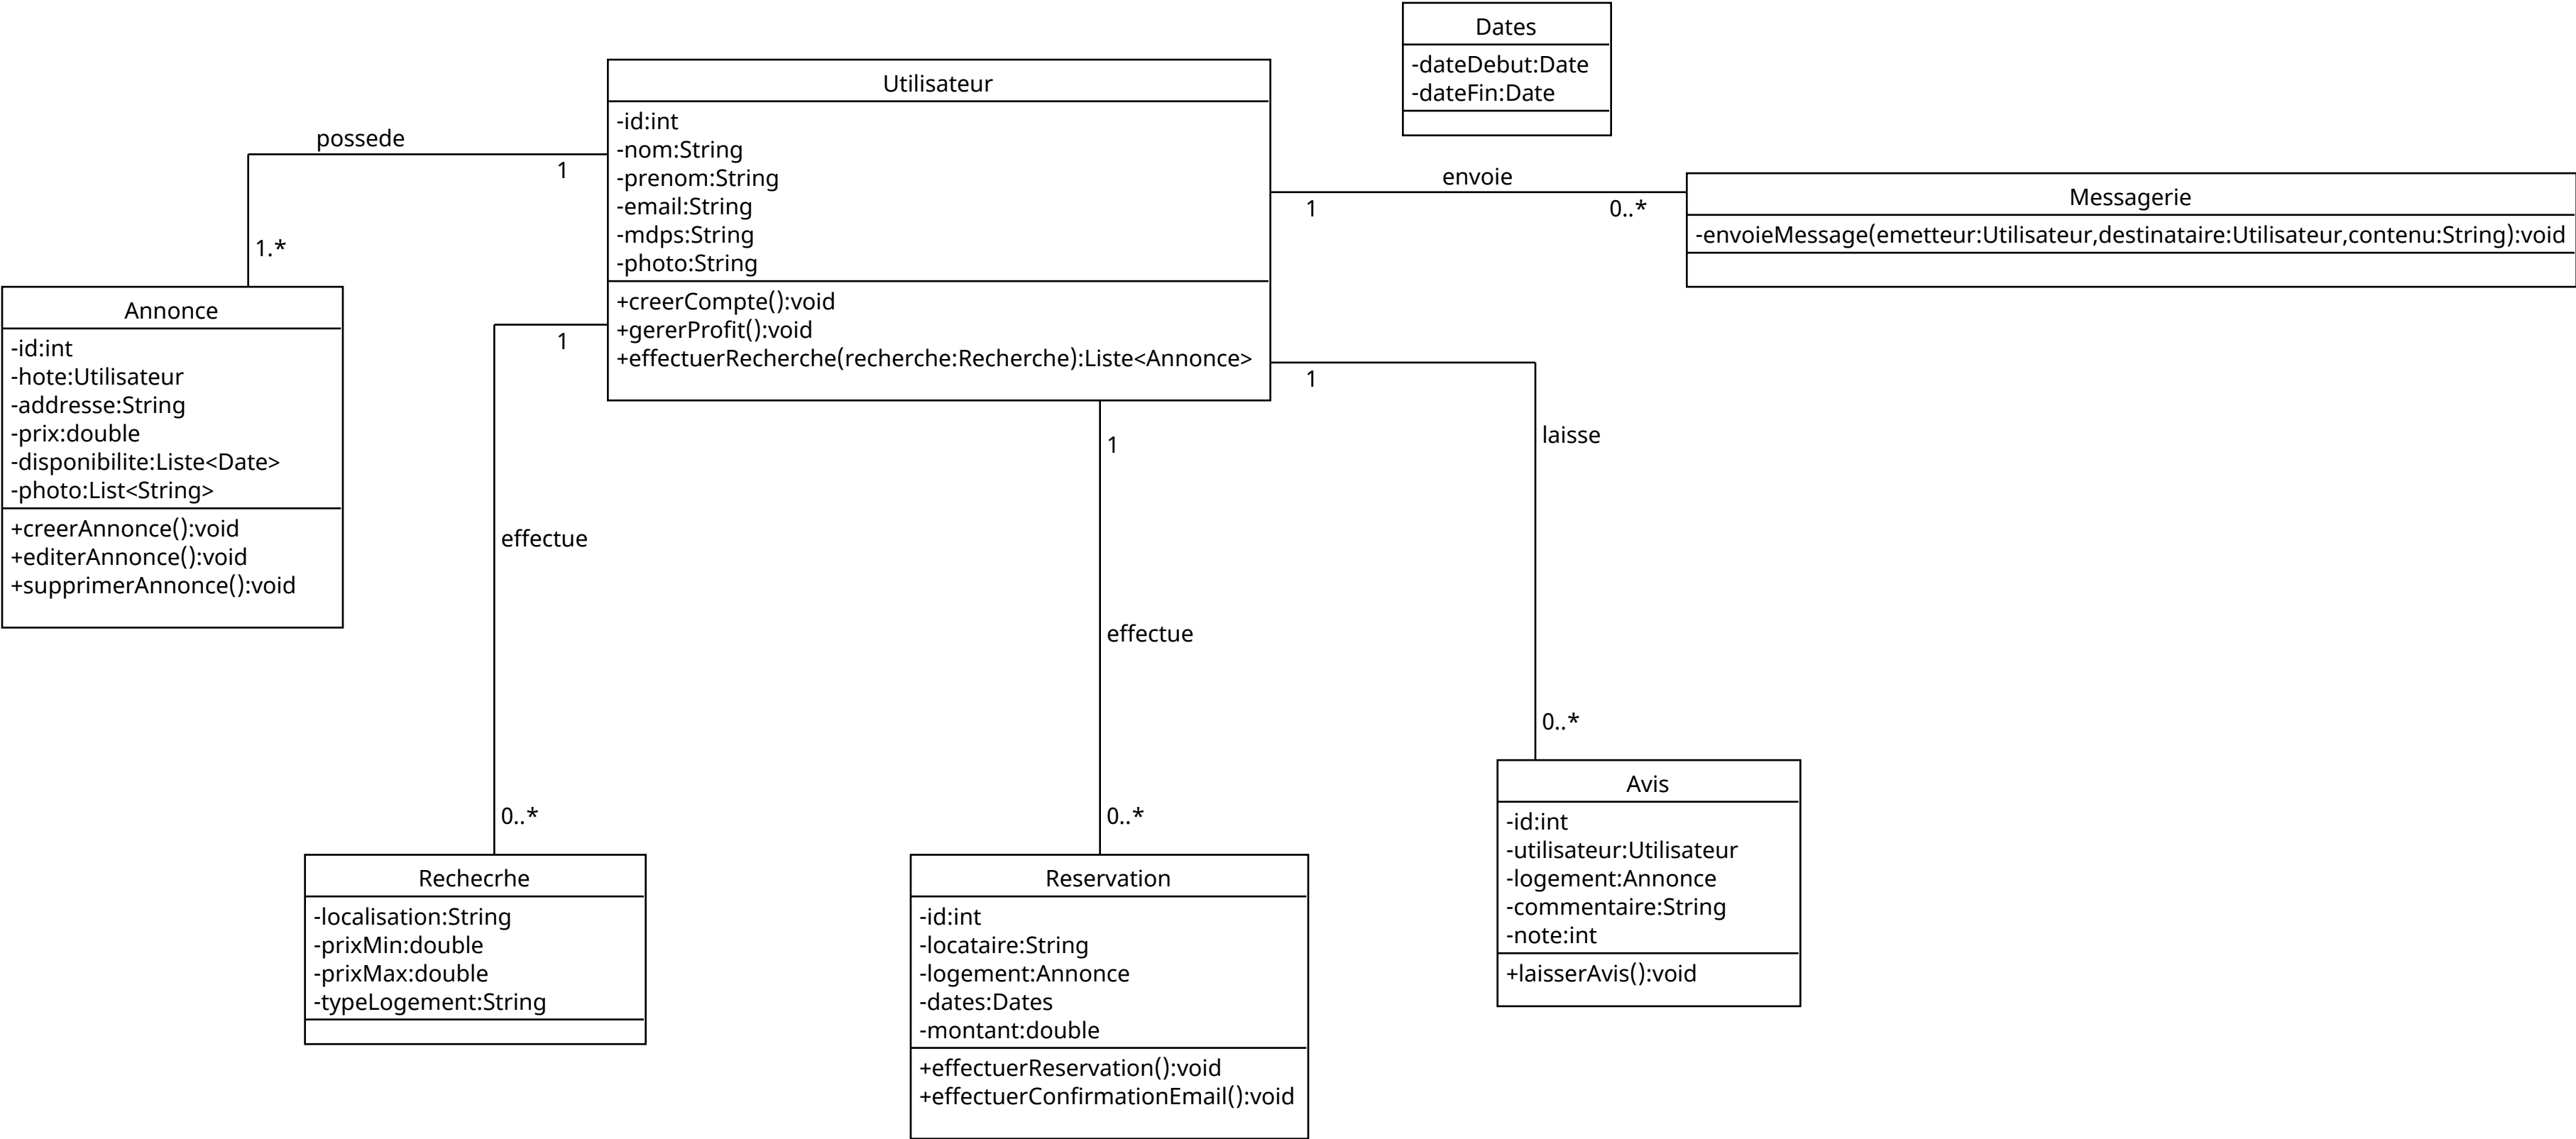 Dates
-dateDebut:Date
-dateFin:Date
Utilisateur
-id:int
-nom:String
-prenom:String
-email:String
-mdps:String
-photo:String
+creerCompte():void
+gererProfit():void
+effectuerRecherche(recherche:Recherche):Liste<Annonce>
possede
1
1.*
envoie
1
0..*
Messagerie
-envoieMessage(emetteur:Utilisateur,destinataire:Utilisateur,contenu:String):void
Annonce
-id:int
-hote:Utilisateur
-addresse:String
-prix:double
-disponibilite:Liste<Date>
-photo:List<String>
+creerAnnonce():void
+editerAnnonce():void
+supprimerAnnonce():void
1
effectue
0..*
1
effectue
0..*
1
laisse
0..*
Rechecrhe
-localisation:String
-prixMin:double
-prixMax:double
-typeLogement:String
Reservation
-id:int
-locataire:String
-logement:Annonce
-dates:Dates
-montant:double
+effectuerReservation():void
+effectuerConfirmationEmail():void
Avis
-id:int
-utilisateur:Utilisateur
-logement:Annonce
-commentaire:String
-note:int
+laisserAvis():void